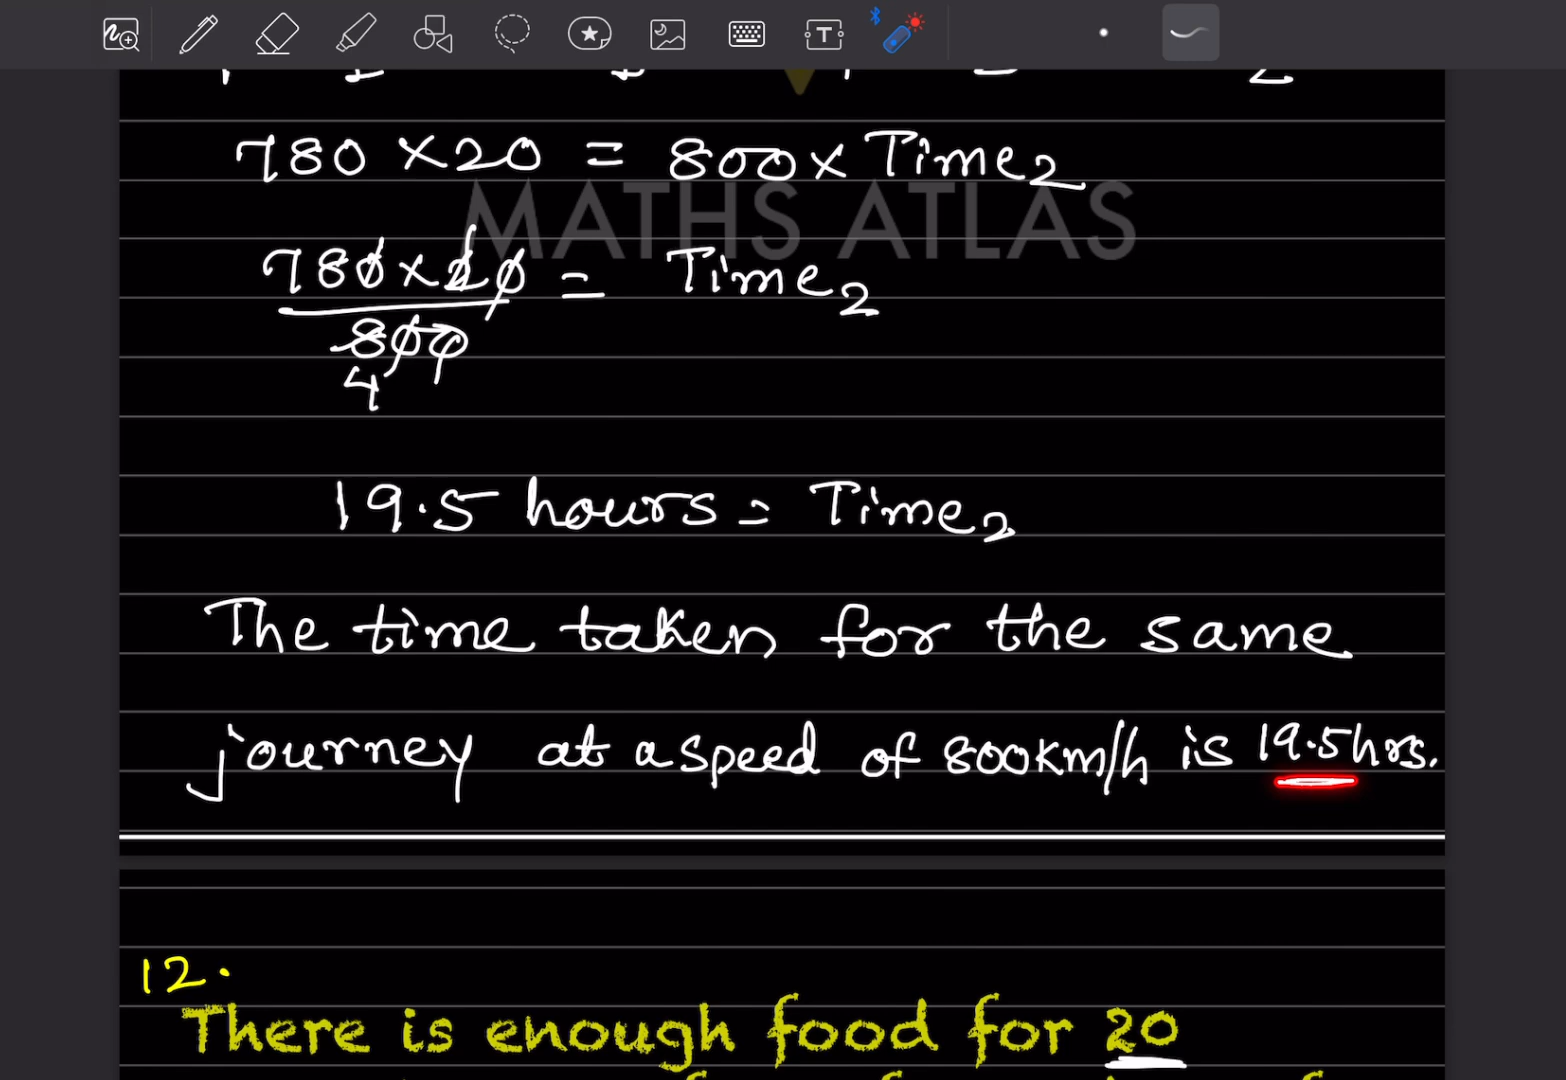 780 × 20 = 800 × Time₂
MATHS ATLAS
780 × 20 = Time₂
800
4
19.5 hours = Time₂
The time taken for the same
journey at a speed of 800km/h is 19.5hrs.
12.
There is enough food for 20